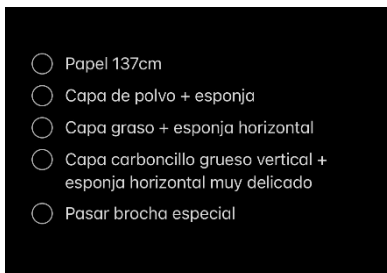 Papel 137cm
Capa de polvo + esponja
Capa graso + esponja horizontal
Capa carboncillo grueso vertical +
esponja horizontal muy delicado
Pasar brocha especial